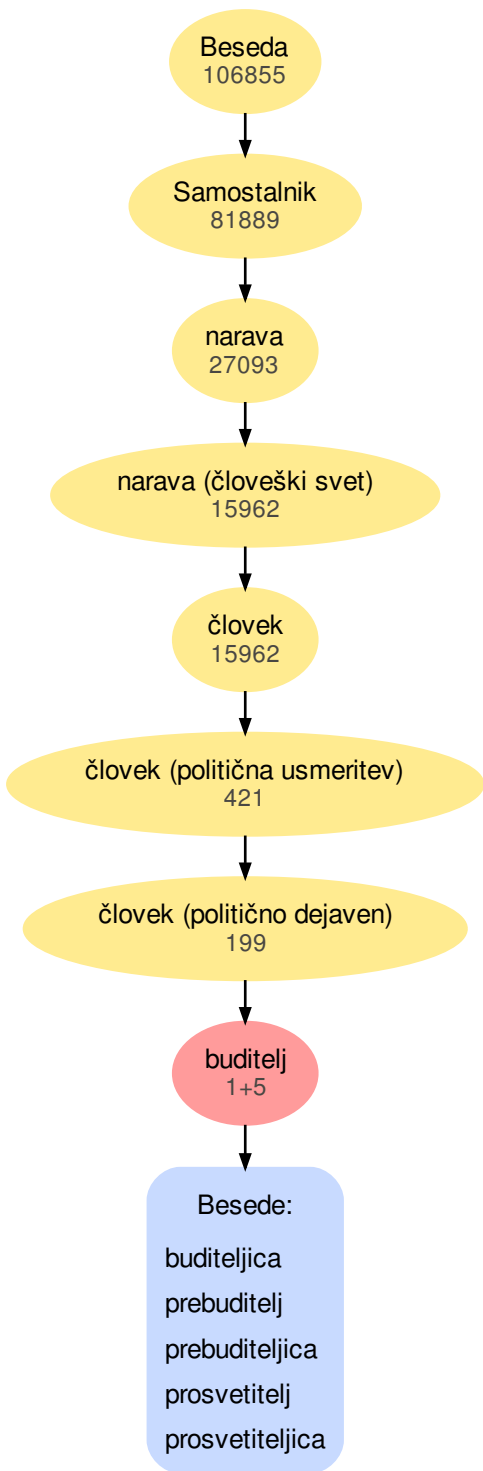 Beseda
106855
Samostalnik
81889
narava
27093
narava (človeški svet)
15962
človek
15962
človek (politična usmeritev)
421
človek (politično dejaven)
199
buditelj
1+5
Besede:
buditeljica
prebuditelj
prebuditeljica
prosvetitelj
prosvetiteljica